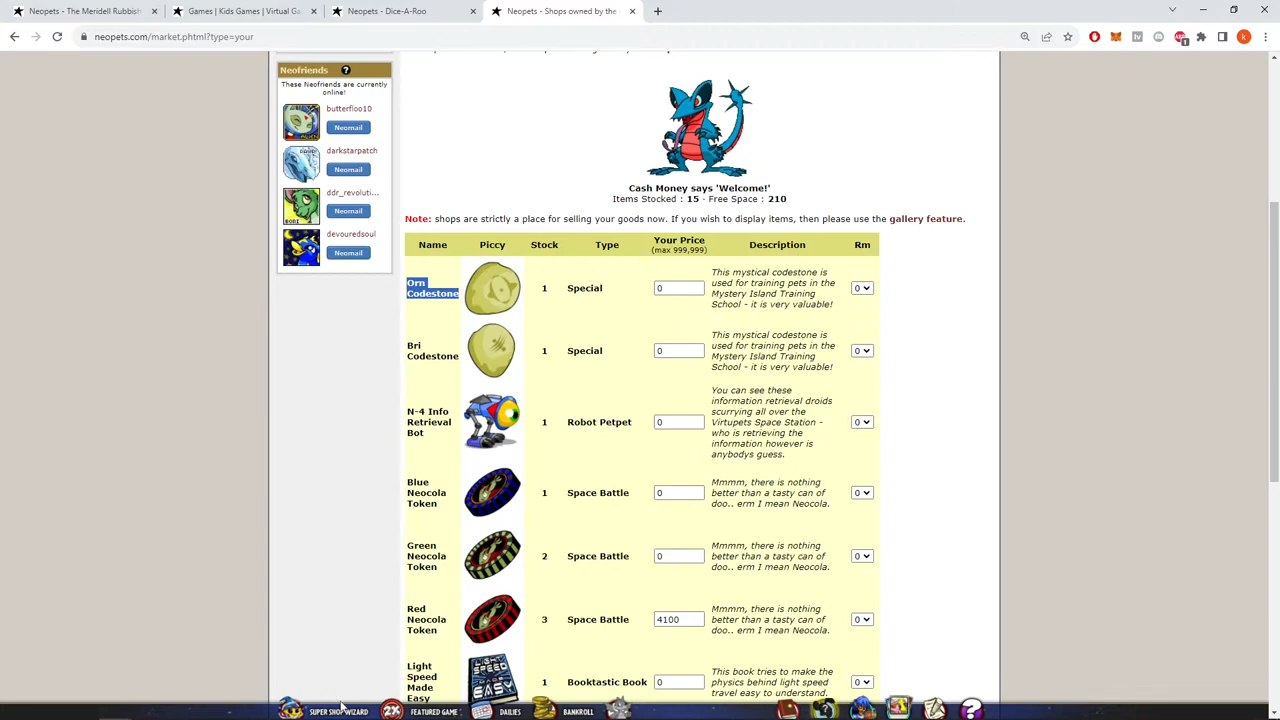 Neopets - The Meridell Rubbish
Games | Kids Games | Virtual G
Neopets - Dice-A-Roo
Neopets - Shops owned by the
neopets.com/market.phtml?type=your
Neofriends ?
These Neofriends are currently
online!
butterfloo10
Neomail
darkstarpatch
Neomail
ddr_revoluti...
Neomail
devouredsoul
Neomail
Cash Money says 'Welcome!'
Items Stocked : 15 · Free Space : 210
Note: shops are strictly a place for selling your goods now. If you wish to display items, then please use the gallery feature.
Name Piccy Stock Type Your Price Description Rm
(max 999,999)
Orn
Codestone
1 Special 0
This mystical codestone is
used for training pets in the
Mystery Island Training
School - it is very valuable!
0
Bri
Codestone
1 Special 0
This mystical codestone is
used for training pets in the
Mystery Island Training
School - it is very valuable!
0
N-4 Info
Retrieval
Bot
1 Robot Petpet 0
You can see these
information retrieval droids
scurrying all over the
Virtupets Space Station -
who is retrieving the
information however is
anybodys guess.
0
Blue
Neocola
Token
1 Space Battle 0
Mmmm, there is nothing
better than a tasty can of
doo.. erm I mean Neocola.
0
Green
Neocola
Token
2 Space Battle 0
Mmmm, there is nothing
better than a tasty can of
doo.. erm I mean Neocola.
0
Red
Neocola
Token
3 Space Battle 4100
Mmmm, there is nothing
better than a tasty can of
doo.. erm I mean Neocola.
0
Light
Speed
Made
Easy
LIGHT
SPEED
MADE
EASY
1 Booktastic Book 0
This book tries to make the
physics behind light speed
travel easy to understand.
0
SUPER SHOP WIZARD
2X FEATURED GAME
DAILIES
BANKROLL
?